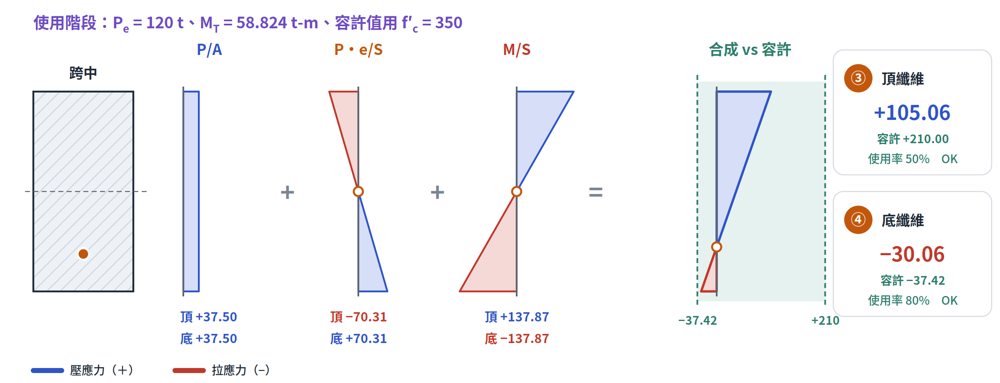 使用階段：Pe = 120 t、MT = 58.824 t-m、容許值用 f′c = 350
P/A
P・e/S
M/S
合成 vs 容許
跨中
+
+
=
頂 +37.50
底 +37.50
頂 −70.31
底 +70.31
頂 +137.87
底 −137.87
−37.42
+210
③ 頂纖維
+105.06
容許 +210.00
使用率 50% OK
④ 底纖維
−30.06
容許 −37.42
使用率 80% OK
壓應力（＋）
拉應力（−）